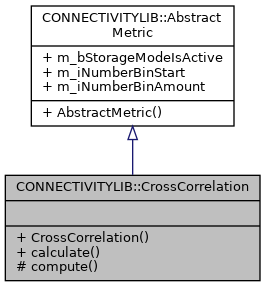 CONNECTIVITYLIB::Abstract
Metric
+ m_bStorageModeIsActive
+ m_iNumberBinStart
+ m_iNumberBinAmount
+ AbstractMetric()
CONNECTIVITYLIB::CrossCorrelation
+ CrossCorrelation()
+ calculate()
# compute()